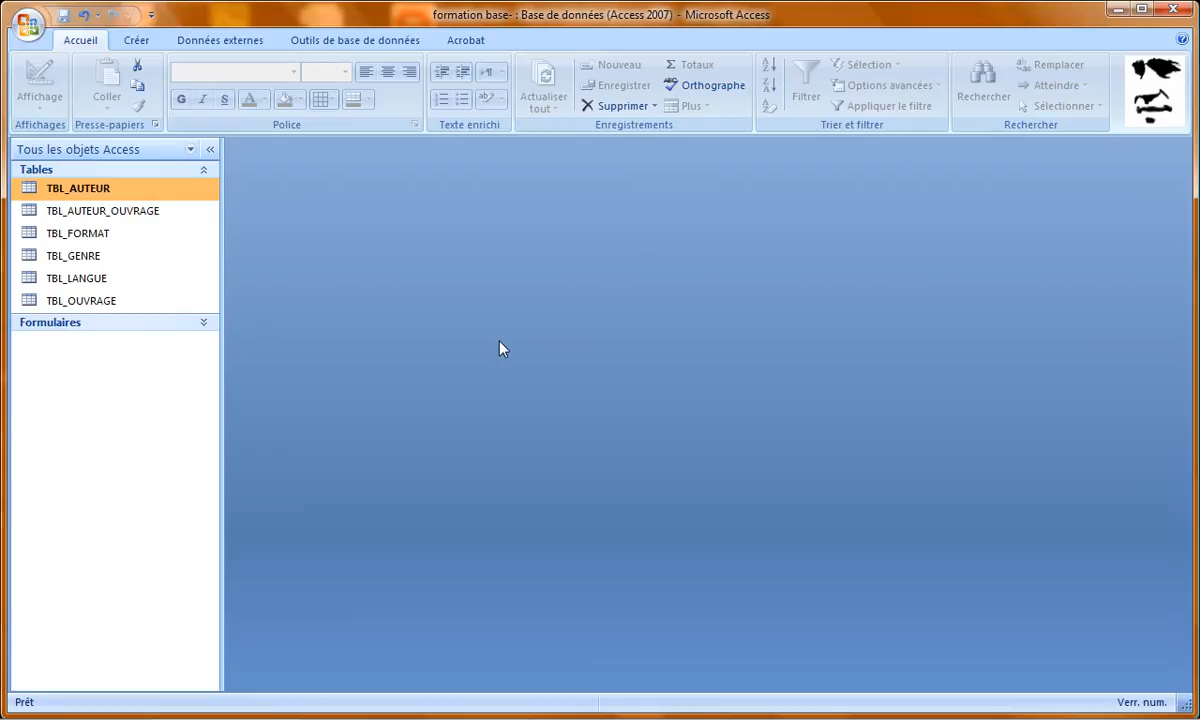 formation base- : Base de données (Access 2007) - Microsoft Access
Accueil Créer Données externes Outils de base de données Acrobat
Affichage
Coller
G I S A
Actualiser tout
Nouveau
Enregistrer
Supprimer
Σ Totaux
Orthographe
Plus
Filtrer
Sélection
Options avancées
Appliquer le filtre
Rechercher
Remplacer
Atteindre
Sélectionner
Affichages Presse-papiers Police Texte enrichi Enregistrements Trier et filtrer Rechercher
Tous les objets Access
Tables
TBL_AUTEUR
TBL_AUTEUR_OUVRAGE
TBL_FORMAT
TBL_GENRE
TBL_LANGUE
TBL_OUVRAGE
Formulaires
Prêt Verr. num.